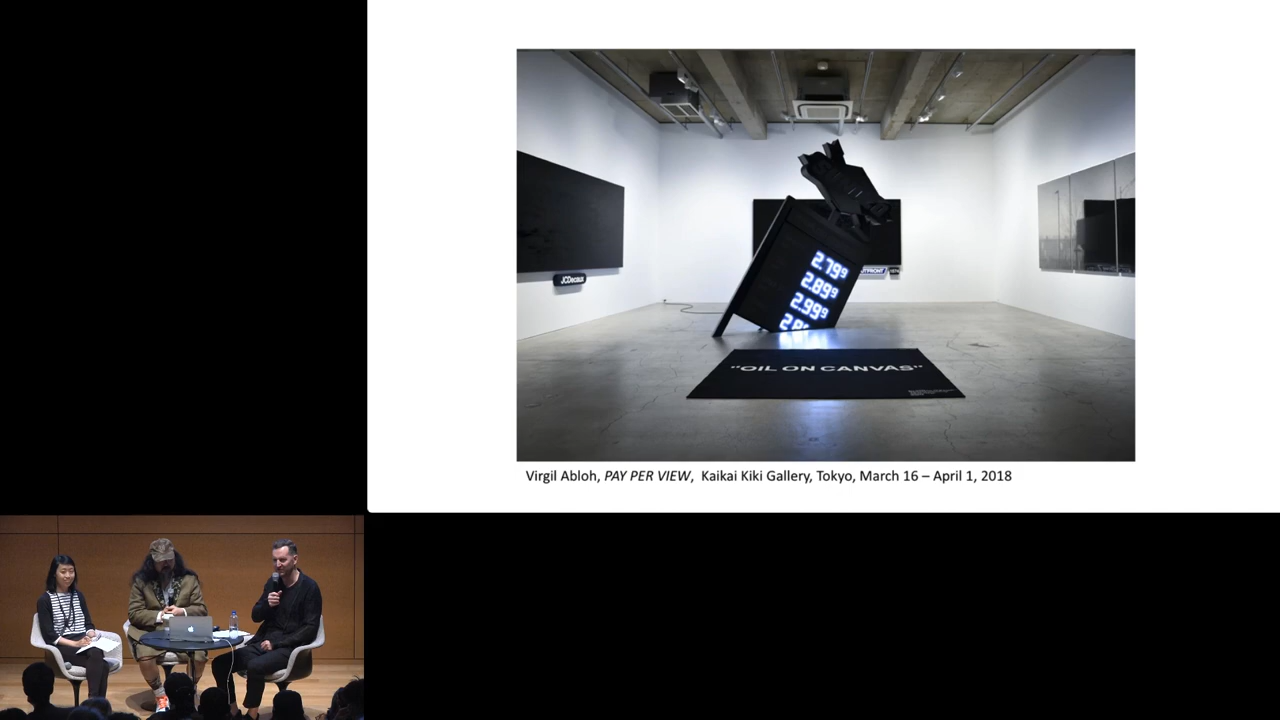 JCDecaux
2.79⁹
2.89⁹
2.99⁹
"OIL ON CANVAS"
Virgil Abloh, PAY PER VIEW, Kaikai Kiki Gallery, Tokyo, March 16 – April 1, 2018